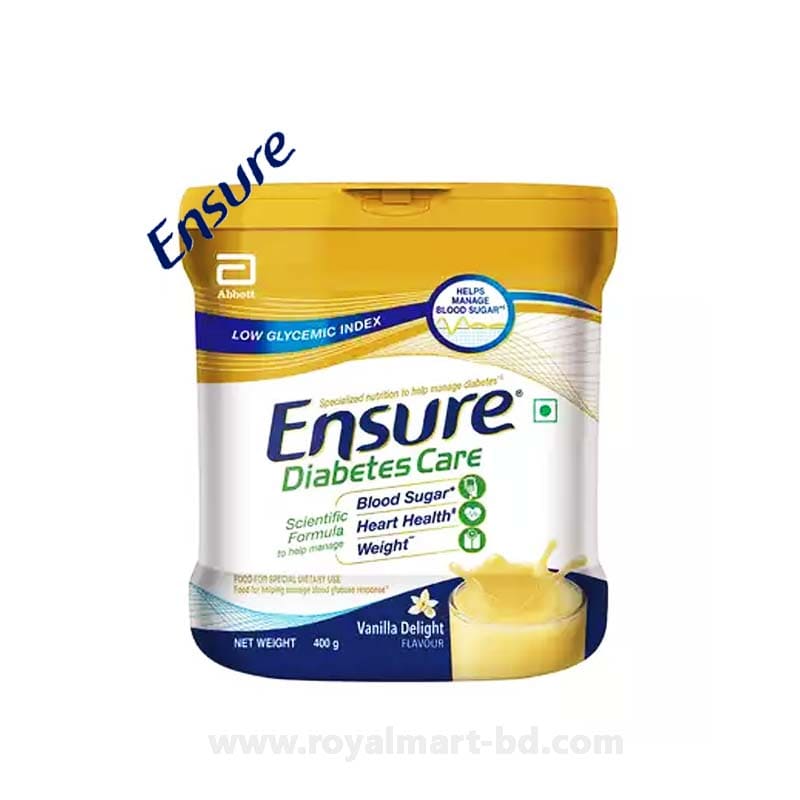 Ensure
Abbott
LOW GLYCEMIC INDEX
HELPS
MANAGE
BLOOD SUGAR*¹
Specialized nutrition to help manage diabetes
Ensure®
Diabetes Care
Scientific
Formula
to help manage
Blood Sugar*
Heart Health#
Weight~
FOOD FOR SPECIAL DIETARY USE
Food for helping manage blood glucose response
NET WEIGHT 400 g
Vanilla Delight
FLAVOUR
www.royalmart-bd.com